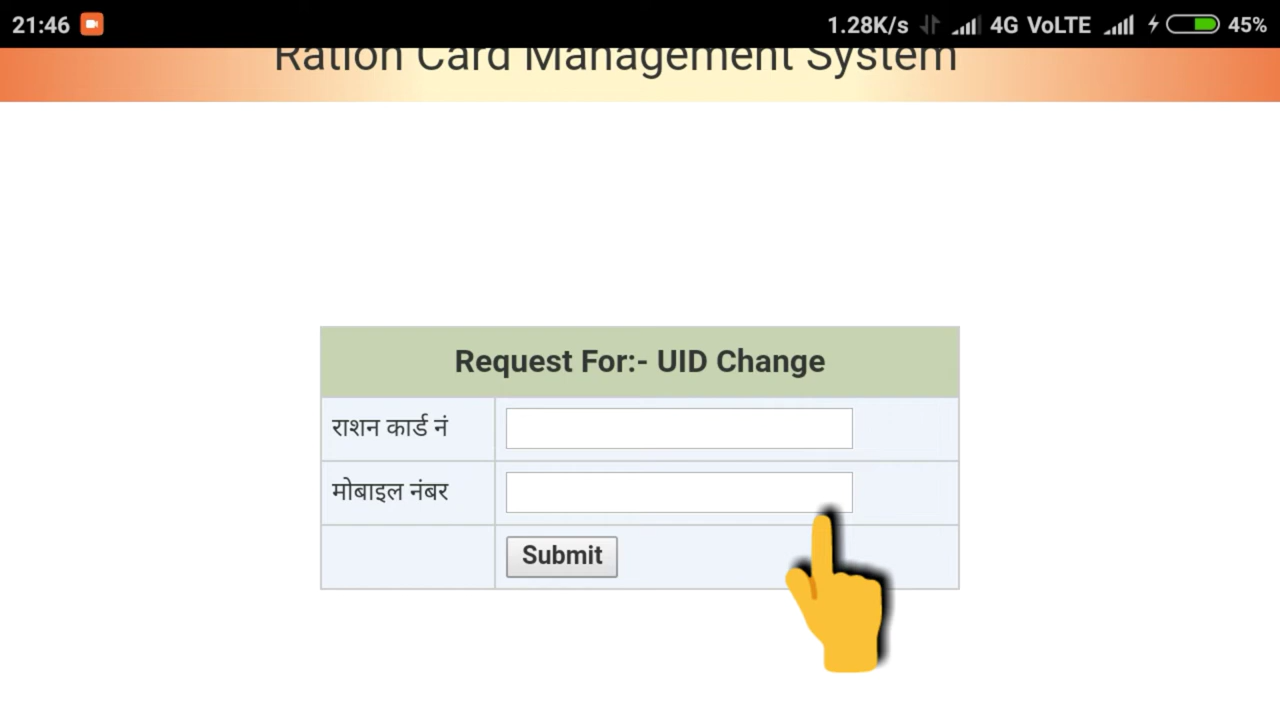 21:46 1.28K/s 4G VoLTE 45%
Ration Card Management System
Request For:- UID Change
राशन कार्ड नं
मोबाइल नंबर
Submit